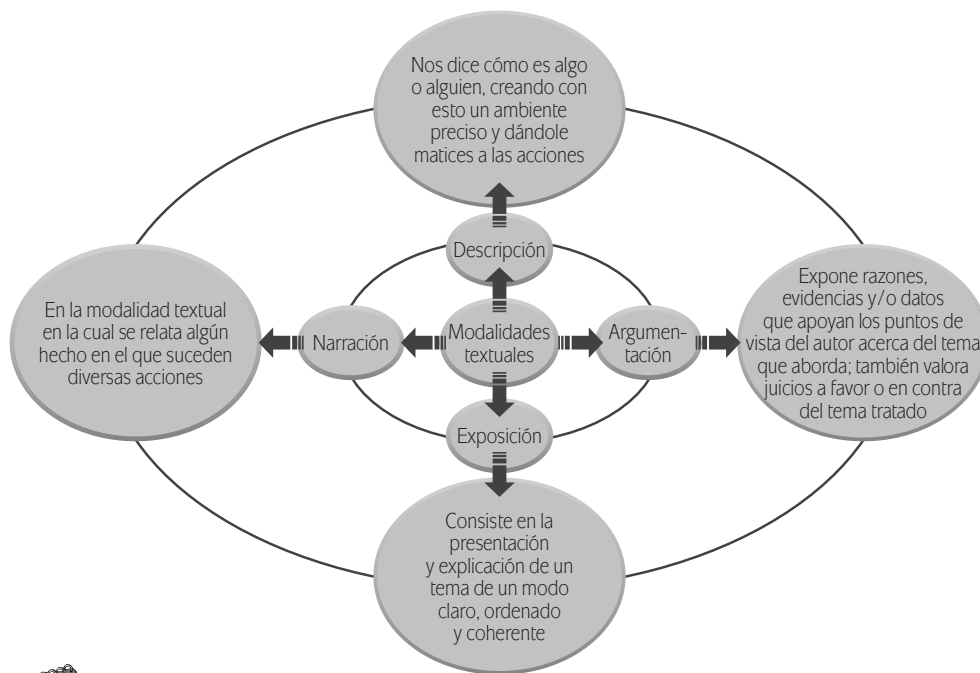 Nos dice cómo es algo
o alguien, creando con
esto un ambiente
preciso y dándole
matices a las acciones
Descripción
En la modalidad textual
en la cual se relata algún
hecho en el que suceden
diversas acciones
Narración
Modalidades
textuales
Argumen-
tación
Expone razones,
evidencias y/o datos
que apoyan los puntos de
vista del autor acerca del tema
que aborda; también valora
juicios a favor o en contra
del tema tratado
Exposición
Consiste en la
presentación
y explicación de un
tema de un modo
claro, ordenado
y coherente